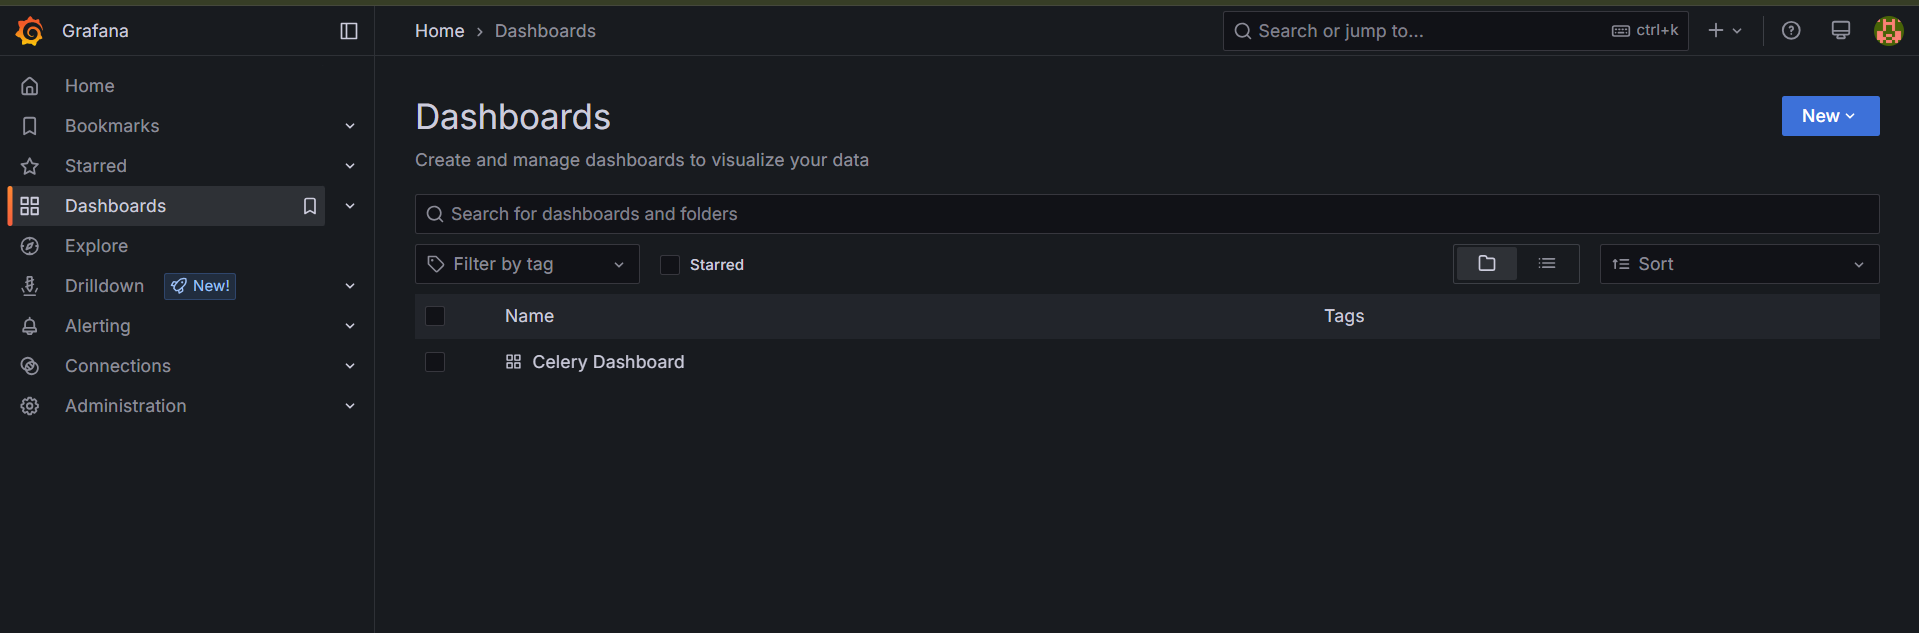 Grafana
Home › Dashboards
Search or jump to... ctrl+k
Home
Bookmarks
Starred
Dashboards
Explore
Drilldown New!
Alerting
Connections
Administration
Dashboards
New
Create and manage dashboards to visualize your data
Search for dashboards and folders
Filter by tag Starred Sort
Name Tags
Celery Dashboard